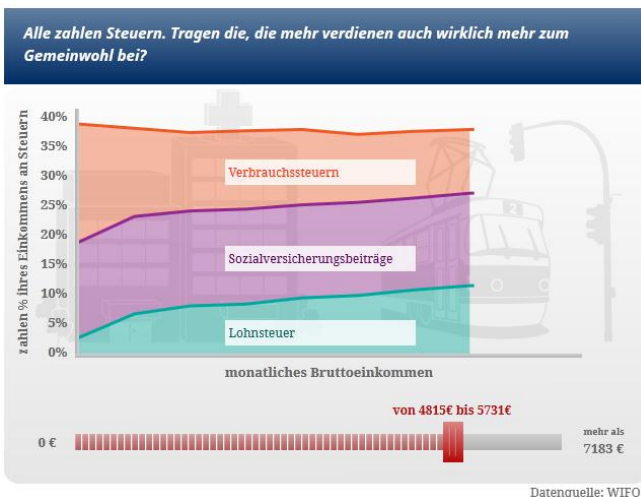 Alle zahlen Steuern. Tragen die, die mehr verdienen auch wirklich mehr zum
Gemeinwohl bei?
zahlen % ihres Einkommens an Steuern
40%
35%
30%
25%
20%
15%
10%
5%
0%
Verbrauchssteuern
Sozialversicherungsbeiträge
Lohnsteuer
2
monatliches Bruttoeinkommen
von 4815€ bis 5731€
0 €
mehr als
7183 €
Datenquelle: WIFO